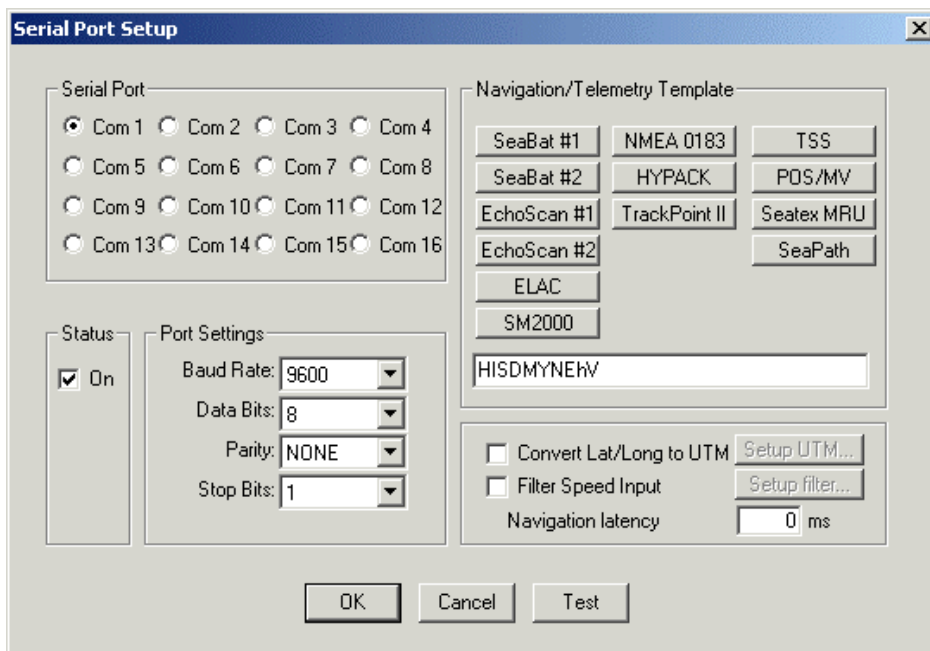 Serial Port Setup
Serial Port
Com 1 Com 2 Com 3 Com 4
Com 5 Com 6 Com 7 Com 8
Com 9 Com 10 Com 11 Com 12
Com 13 Com 14 Com 15 Com 16
Navigation/Telemetry Template
SeaBat #1 NMEA 0183 TSS
SeaBat #2 HYPACK POS/MV
EchoScan #1 TrackPoint II Seatex MRU
EchoScan #2 SeaPath
ELAC
SM2000
HISDMYNEhV
Status
On
Port Settings
Baud Rate: 9600
Data Bits: 8
Parity: NONE
Stop Bits: 1
Convert Lat/Long to UTM Setup UTM...
Filter Speed Input Setup filter...
Navigation latency 0 ms
OK Cancel Test